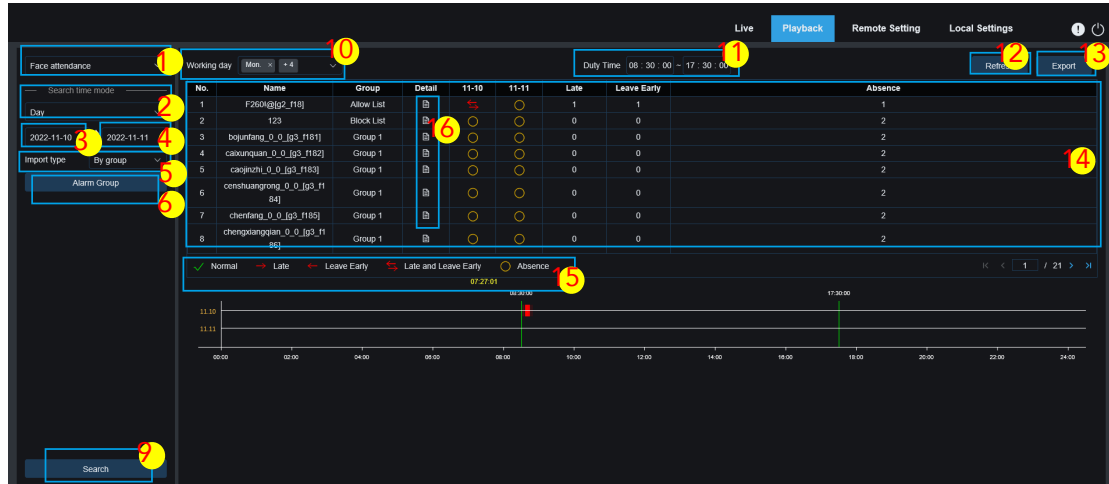 Live Playback Remote Setting Local Settings
Face attendance 1 Working day Mon. × + 4 10 Duty Time 08 : 30 : 00 ~ 17 : 30 : 00 11 Refresh 12 Export 13
Search time mode
Day 2
2022-11-10 3 2022-11-11 4
Import type By group 5
Alarm Group 6
No. Name Group Detail 11-10 11-11 Late Leave Early Absence
1 F260I@[g2_f18] Allow List 1 1 1
2 123 Block List 0 0 2
3 bojunfang_0_0_[g3_f181] Group 1 0 0 2
4 caixunquan_0_0_[g3_f182] Group 1 0 0 2
5 caojinzhi_0_0_[g3_f183] Group 1 0 0 2
6 censhuangrong_0_0_[g3_f1
84] Group 1 0 0 2
7 chenfang_0_0_[g3_f185] Group 1 0 0 2
8 chengxiangqian_0_0_[g3_f1
86] Group 1 0 0 2
16
14
Normal Late Leave Early Late and Leave Early Absence 15 1 / 21
07:27:01
08:30:00 17:30:00
11.10
11.11
00:00 02:00 04:00 06:00 08:00 10:00 12:00 14:00 16:00 18:00 20:00 22:00 24:00
9
Search